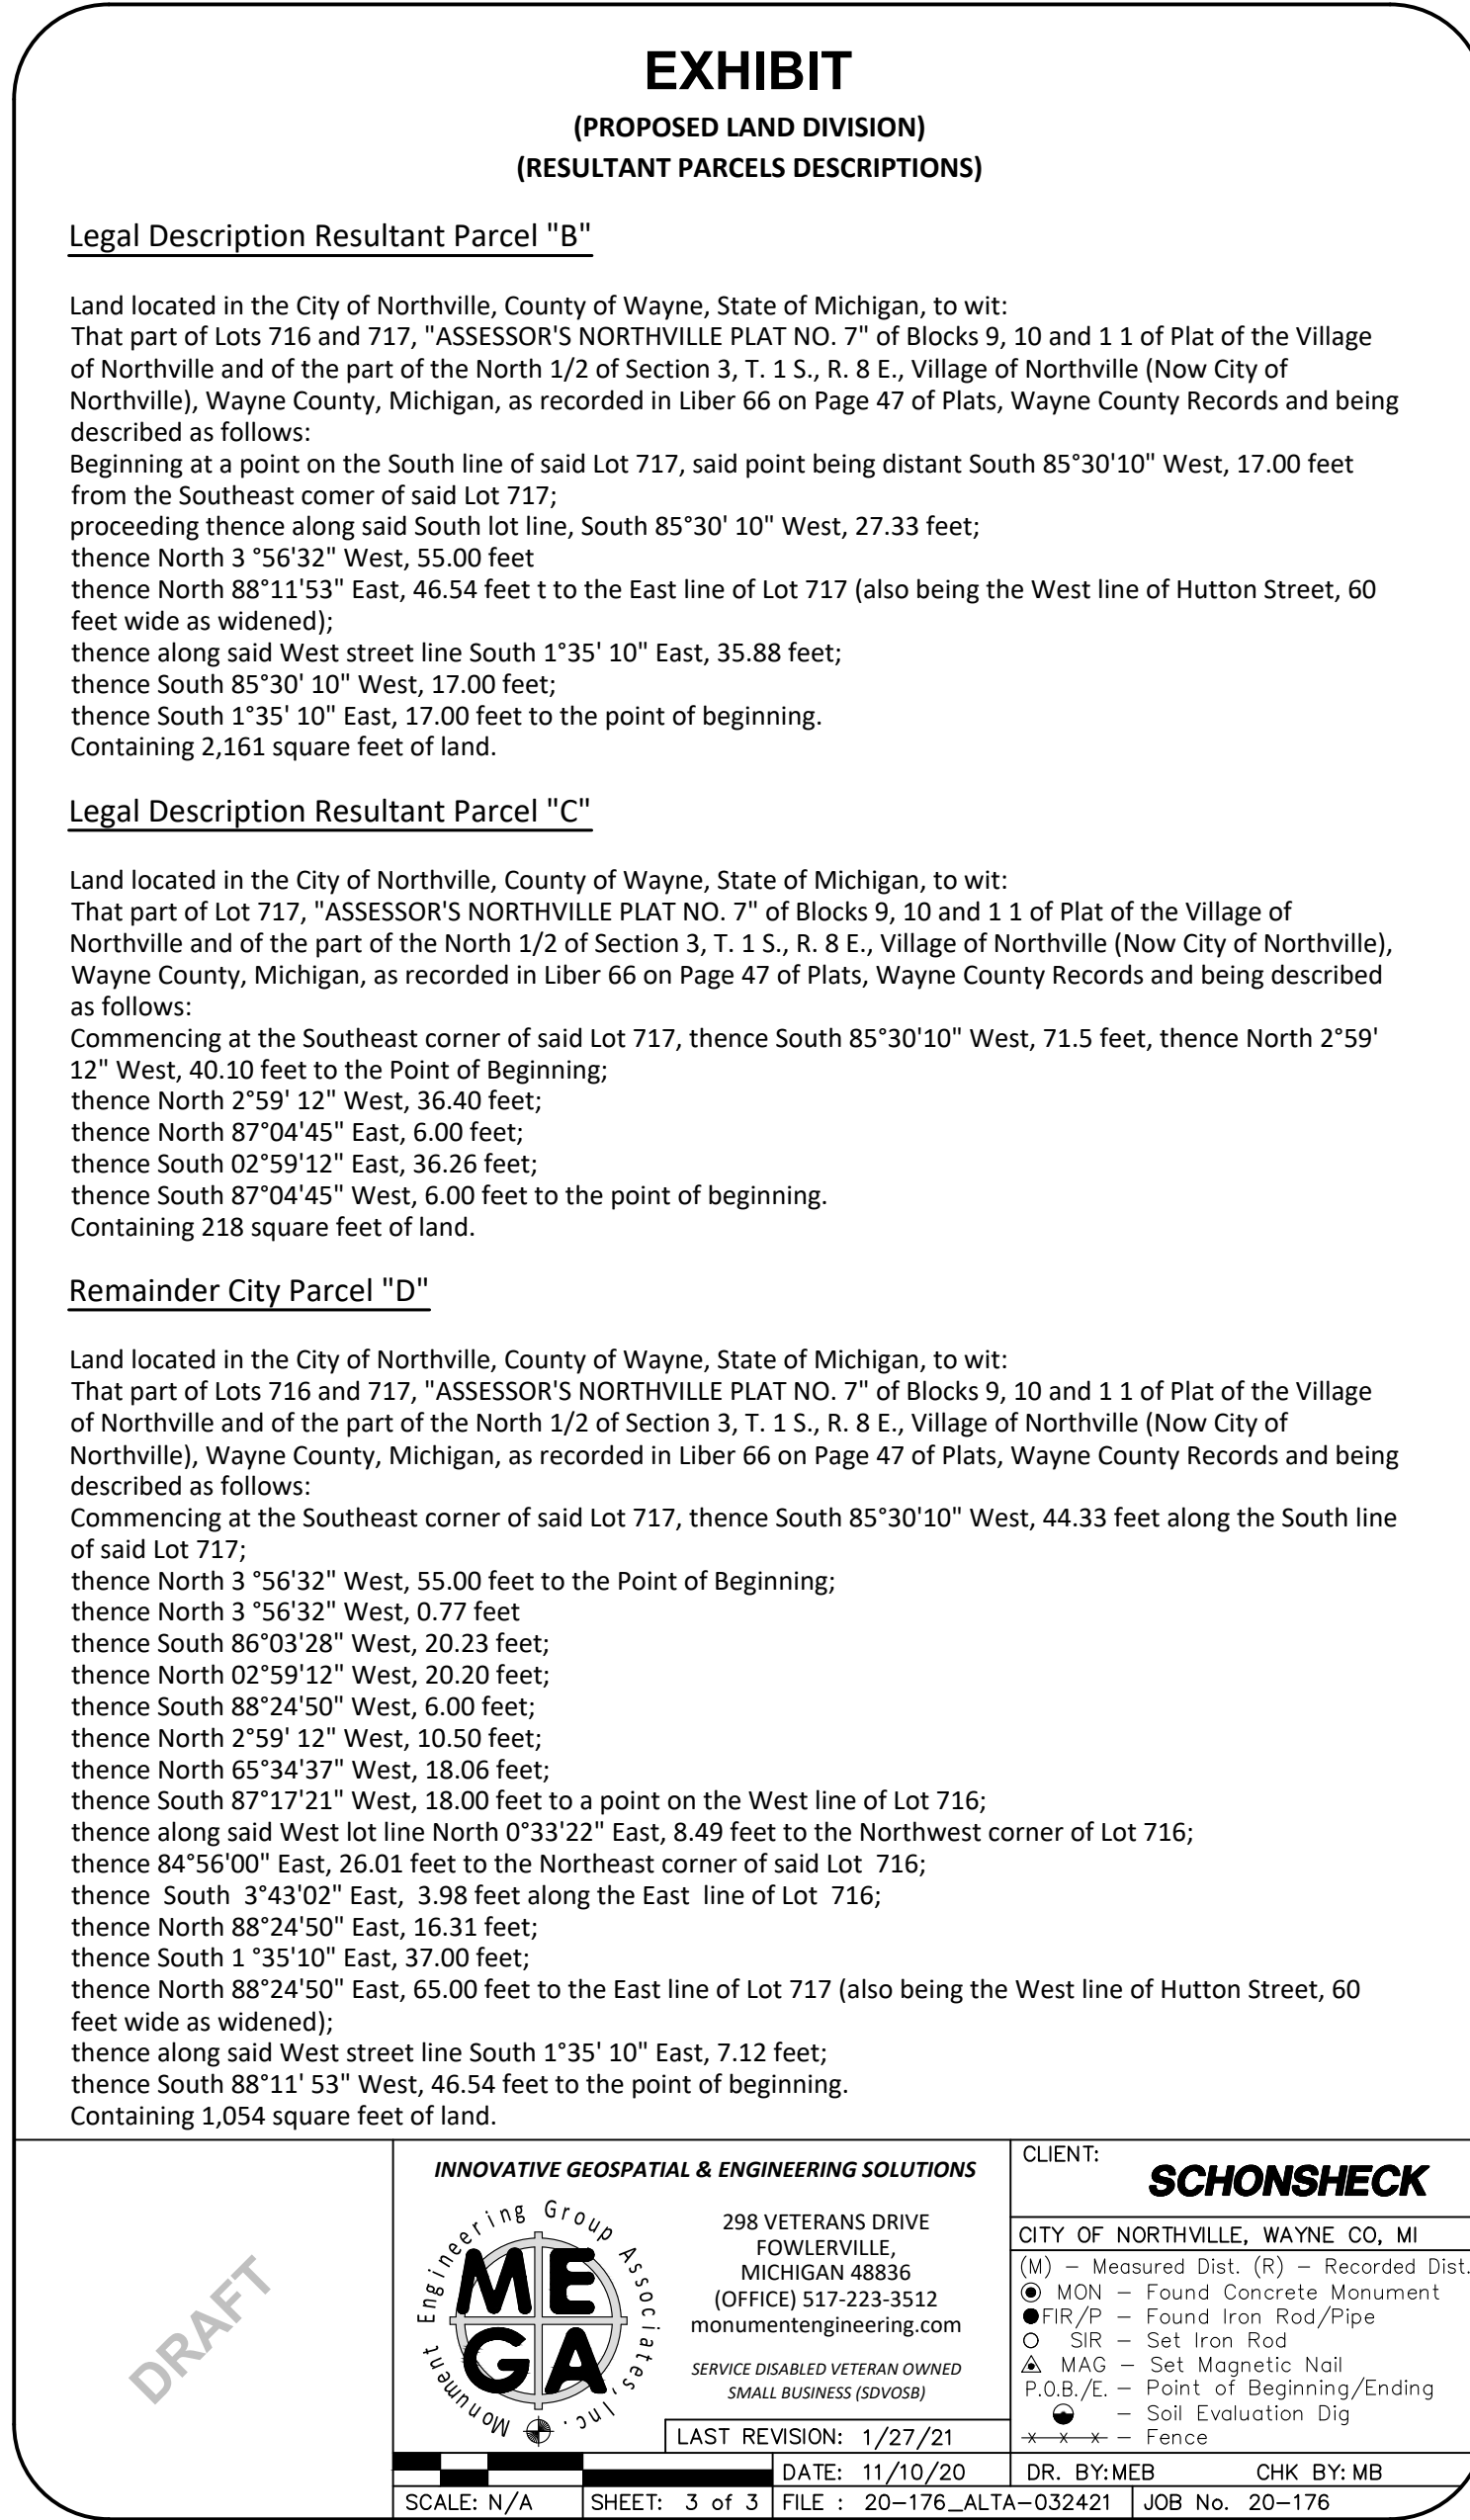 EXHIBIT
(PROPOSED LAND DIVISION)
(RESULTANT PARCELS DESCRIPTIONS)
Legal Description Resultant Parcel "B"
Land located in the City of Northville, County of Wayne, State of Michigan, to wit:
That part of Lots 716 and 717, "ASSESSOR'S NORTHVILLE PLAT NO. 7" of Blocks 9, 10 and 1 1 of Plat of the Village
of Northville and of the part of the North 1/2 of Section 3, T. 1 S., R. 8 E., Village of Northville (Now City of
Northville), Wayne County, Michigan, as recorded in Liber 66 on Page 47 of Plats, Wayne County Records and being
described as follows:
Beginning at a point on the South line of said Lot 717, said point being distant South 85°30'10" West, 17.00 feet
from the Southeast comer of said Lot 717;
proceeding thence along said South lot line, South 85°30' 10" West, 27.33 feet;
thence North 3 °56'32" West, 55.00 feet
thence North 88°11'53" East, 46.54 feet t to the East line of Lot 717 (also being the West line of Hutton Street, 60
feet wide as widened);
thence along said West street line South 1°35' 10" East, 35.88 feet;
thence South 85°30' 10" West, 17.00 feet;
thence South 1°35' 10" East, 17.00 feet to the point of beginning.
Containing 2,161 square feet of land.
Legal Description Resultant Parcel "C"
Land located in the City of Northville, County of Wayne, State of Michigan, to wit:
That part of Lot 717, "ASSESSOR'S NORTHVILLE PLAT NO. 7" of Blocks 9, 10 and 1 1 of Plat of the Village of
Northville and of the part of the North 1/2 of Section 3, T. 1 S., R. 8 E., Village of Northville (Now City of Northville),
Wayne County, Michigan, as recorded in Liber 66 on Page 47 of Plats, Wayne County Records and being described
as follows:
Commencing at the Southeast corner of said Lot 717, thence South 85°30'10" West, 71.5 feet, thence North 2°59'
12" West, 40.10 feet to the Point of Beginning;
thence North 2°59' 12" West, 36.40 feet;
thence North 87°04'45" East, 6.00 feet;
thence South 02°59'12" East, 36.26 feet;
thence South 87°04'45" West, 6.00 feet to the point of beginning.
Containing 218 square feet of land.
Remainder City Parcel "D"
Land located in the City of Northville, County of Wayne, State of Michigan, to wit:
That part of Lots 716 and 717, "ASSESSOR'S NORTHVILLE PLAT NO. 7" of Blocks 9, 10 and 1 1 of Plat of the Village
of Northville and of the part of the North 1/2 of Section 3, T. 1 S., R. 8 E., Village of Northville (Now City of
Northville), Wayne County, Michigan, as recorded in Liber 66 on Page 47 of Plats, Wayne County Records and being
described as follows:
Commencing at the Southeast corner of said Lot 717, thence South 85°30'10" West, 44.33 feet along the South line
of said Lot 717;
thence North 3 °56'32" West, 55.00 feet to the Point of Beginning;
thence North 3 °56'32" West, 0.77 feet
thence South 86°03'28" West, 20.23 feet;
thence North 02°59'12" West, 20.20 feet;
thence South 88°24'50" West, 6.00 feet;
thence North 2°59' 12" West, 10.50 feet;
thence North 65°34'37" West, 18.06 feet;
thence South 87°17'21" West, 18.00 feet to a point on the West line of Lot 716;
thence along said West lot line North 0°33'22" East, 8.49 feet to the Northwest corner of Lot 716;
thence 84°56'00" East, 26.01 feet to the Northeast corner of said Lot 716;
thence South 3°43'02" East, 3.98 feet along the East line of Lot 716;
thence North 88°24'50" East, 16.31 feet;
thence South 1 °35'10" East, 37.00 feet;
thence North 88°24'50" East, 65.00 feet to the East line of Lot 717 (also being the West line of Hutton Street, 60
feet wide as widened);
thence along said West street line South 1°35' 10" East, 7.12 feet;
thence South 88°11' 53" West, 46.54 feet to the point of beginning.
Containing 1,054 square feet of land.
DRAFT
INNOVATIVE GEOSPATIAL & ENGINEERING SOLUTIONS
Monument Engineering Group Associates, Inc.
ME
GA
298 VETERANS DRIVE
FOWLERVILLE,
MICHIGAN 48836
(OFFICE) 517-223-3512
monumentengineering.com
SERVICE DISABLED VETERAN OWNED
SMALL BUSINESS (SDVOSB)
LAST REVISION: 1/27/21
CLIENT:
SCHONSHECK
CITY OF NORTHVILLE, WAYNE CO, MI
(M) – Measured Dist. (R) – Recorded Dist.
MON – Found Concrete Monument
FIR/P – Found Iron Rod/Pipe
SIR – Set Iron Rod
MAG – Set Magnetic Nail
P.O.B./E. – Point of Beginning/Ending
– Soil Evaluation Dig
x x x – Fence
DATE: 11/10/20
DR. BY:MEB
CHK BY: MB
SCALE: N/A
SHEET: 3 of 3
FILE : 20–176_ALTA–032421
JOB No. 20–176